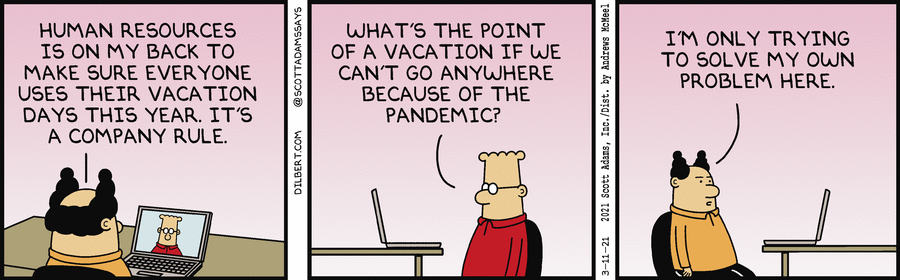 HUMAN RESOURCES
IS ON MY BACK TO
MAKE SURE EVERYONE
USES THEIR VACATION
DAYS THIS YEAR. IT'S
A COMPANY RULE.
DILBERT.COM @SCOTTADAMSSAYS
WHAT'S THE POINT
OF A VACATION IF WE
CAN'T GO ANYWHERE
BECAUSE OF THE
PANDEMIC?
3-11-21 2021 Scott Adams, Inc./Dist. by Andrews McMeel
I'M ONLY TRYING
TO SOLVE MY OWN
PROBLEM HERE.